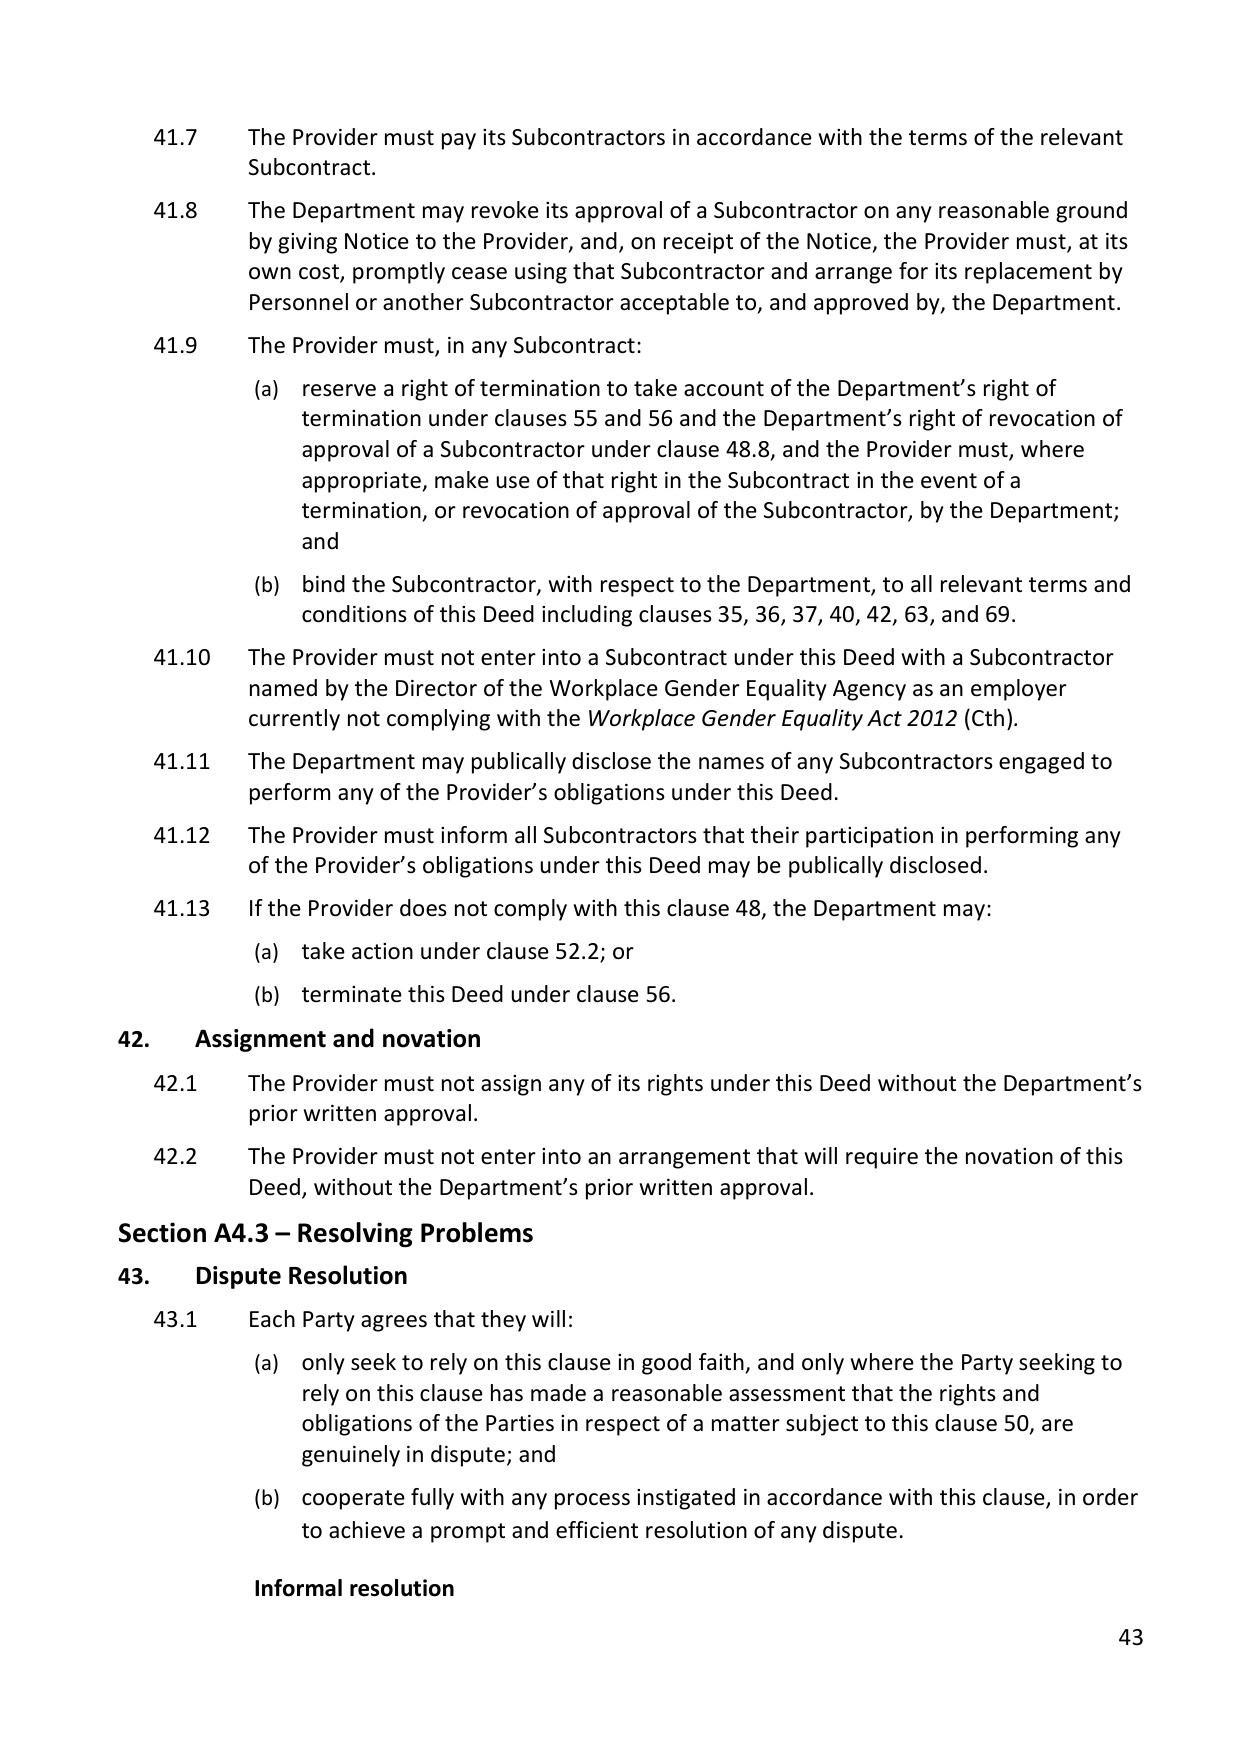 41.7 The Provider must pay its Subcontractors in accordance with the terms of the relevant
Subcontract.
41.8 The Department may revoke its approval of a Subcontractor on any reasonable ground
by giving Notice to the Provider, and, on receipt of the Notice, the Provider must, at its
own cost, promptly cease using that Subcontractor and arrange for its replacement by
Personnel or another Subcontractor acceptable to, and approved by, the Department.
41.9 The Provider must, in any Subcontract:
(a) reserve a right of termination to take account of the Department’s right of
termination under clauses 55 and 56 and the Department’s right of revocation of
approval of a Subcontractor under clause 48.8, and the Provider must, where
appropriate, make use of that right in the Subcontract in the event of a
termination, or revocation of approval of the Subcontractor, by the Department;
and
(b) bind the Subcontractor, with respect to the Department, to all relevant terms and
conditions of this Deed including clauses 35, 36, 37, 40, 42, 63, and 69.
41.10 The Provider must not enter into a Subcontract under this Deed with a Subcontractor
named by the Director of the Workplace Gender Equality Agency as an employer
currently not complying with the Workplace Gender Equality Act 2012 (Cth).
41.11 The Department may publically disclose the names of any Subcontractors engaged to
perform any of the Provider’s obligations under this Deed.
41.12 The Provider must inform all Subcontractors that their participation in performing any
of the Provider’s obligations under this Deed may be publically disclosed.
41.13 If the Provider does not comply with this clause 48, the Department may:
(a) take action under clause 52.2; or
(b) terminate this Deed under clause 56.
42. Assignment and novation
42.1 The Provider must not assign any of its rights under this Deed without the Department’s
prior written approval.
42.2 The Provider must not enter into an arrangement that will require the novation of this
Deed, without the Department’s prior written approval.
Section A4.3 – Resolving Problems
43. Dispute Resolution
43.1 Each Party agrees that they will:
(a) only seek to rely on this clause in good faith, and only where the Party seeking to
rely on this clause has made a reasonable assessment that the rights and
obligations of the Parties in respect of a matter subject to this clause 50, are
genuinely in dispute; and
(b) cooperate fully with any process instigated in accordance with this clause, in order
to achieve a prompt and efficient resolution of any dispute.
Informal resolution
43